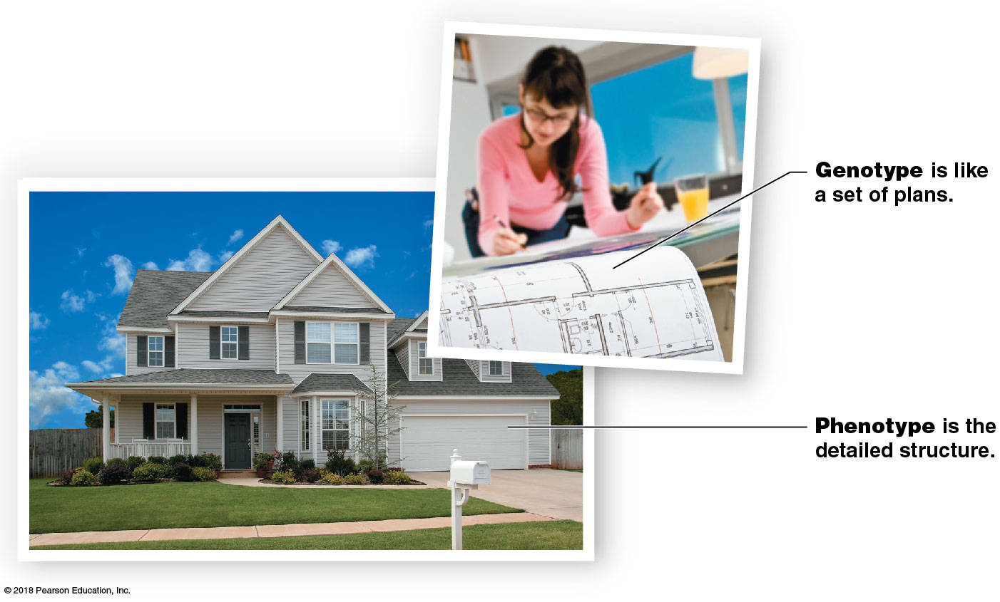 Genotype is like
a set of plans.
Phenotype is the
detailed structure.
© 2018 Pearson Education, Inc.